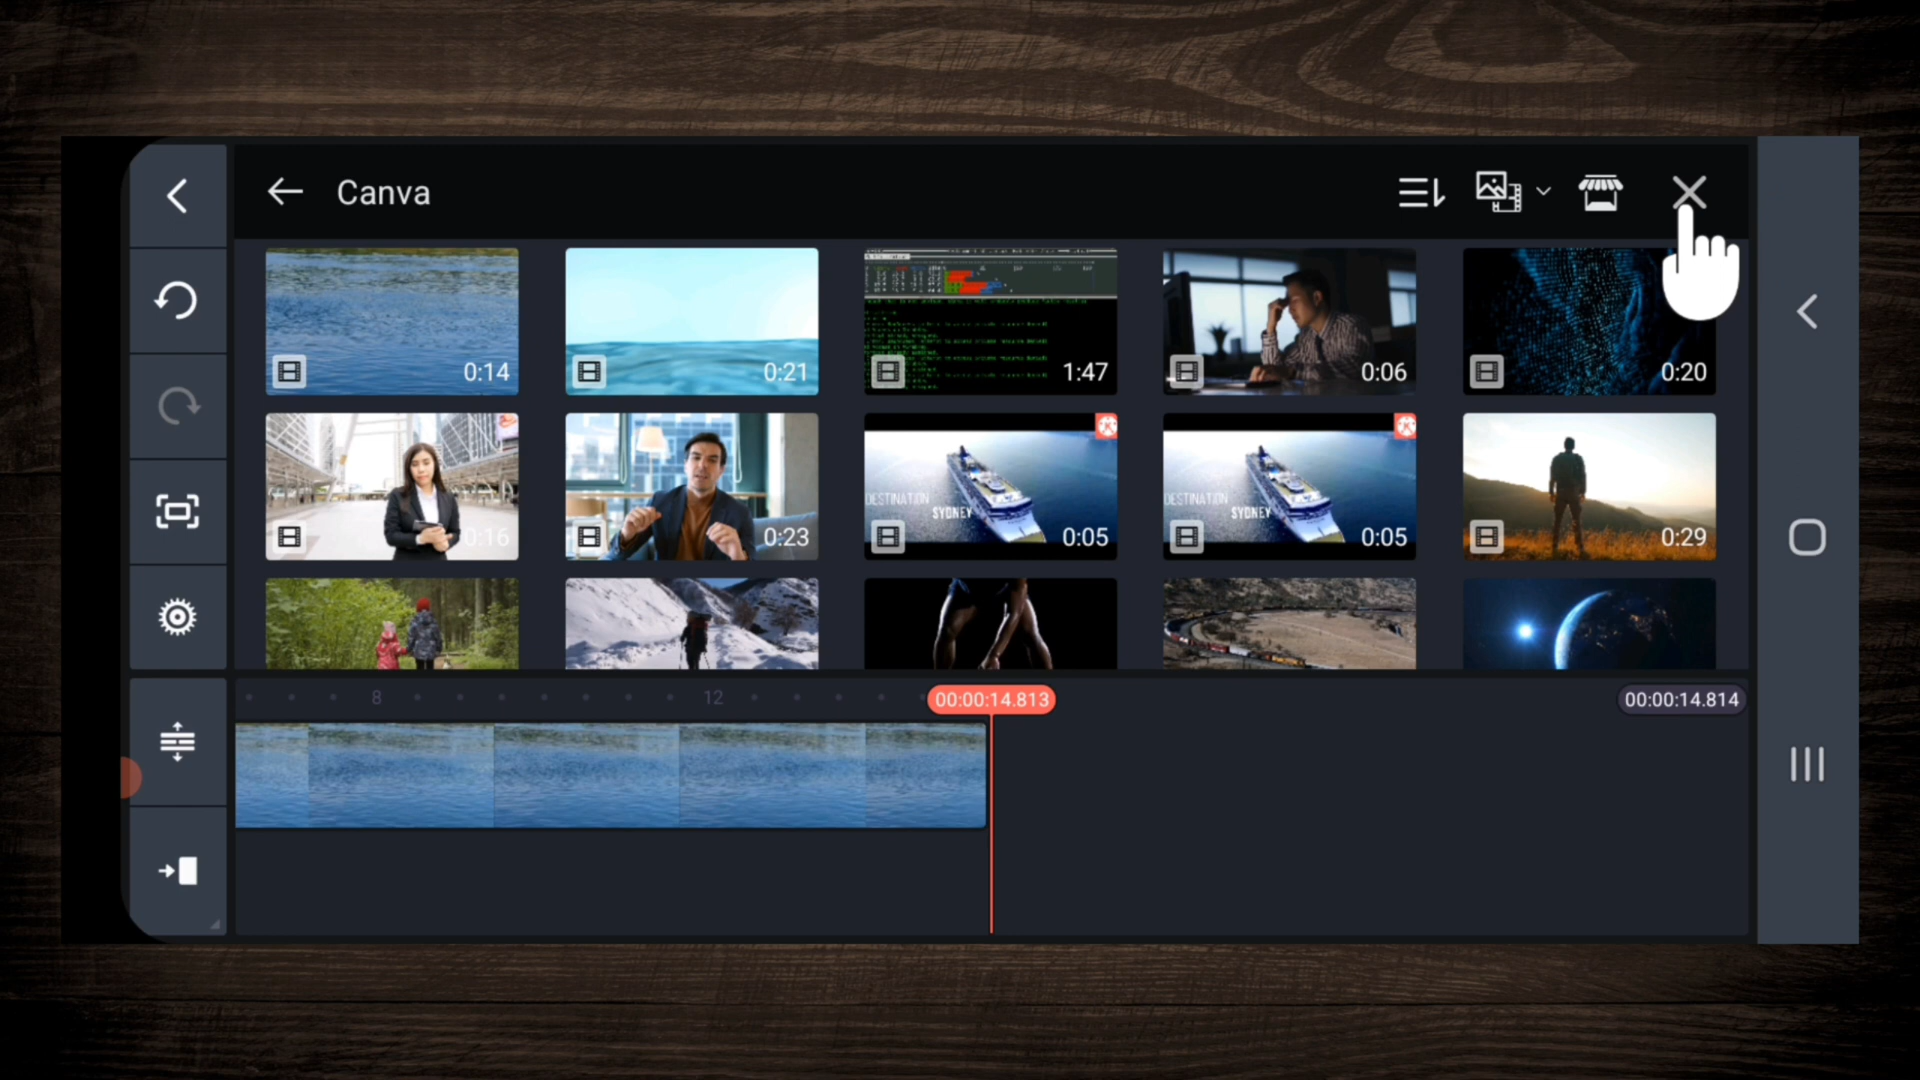 Canva
0:14
0:21
1:47
0:06
0:20
0:16
0:23
DESTINATION
SYDNEY
0:05
DESTINATION
SYDNEY
0:05
0:29
8
12
00:00:14.813
00:00:14.814